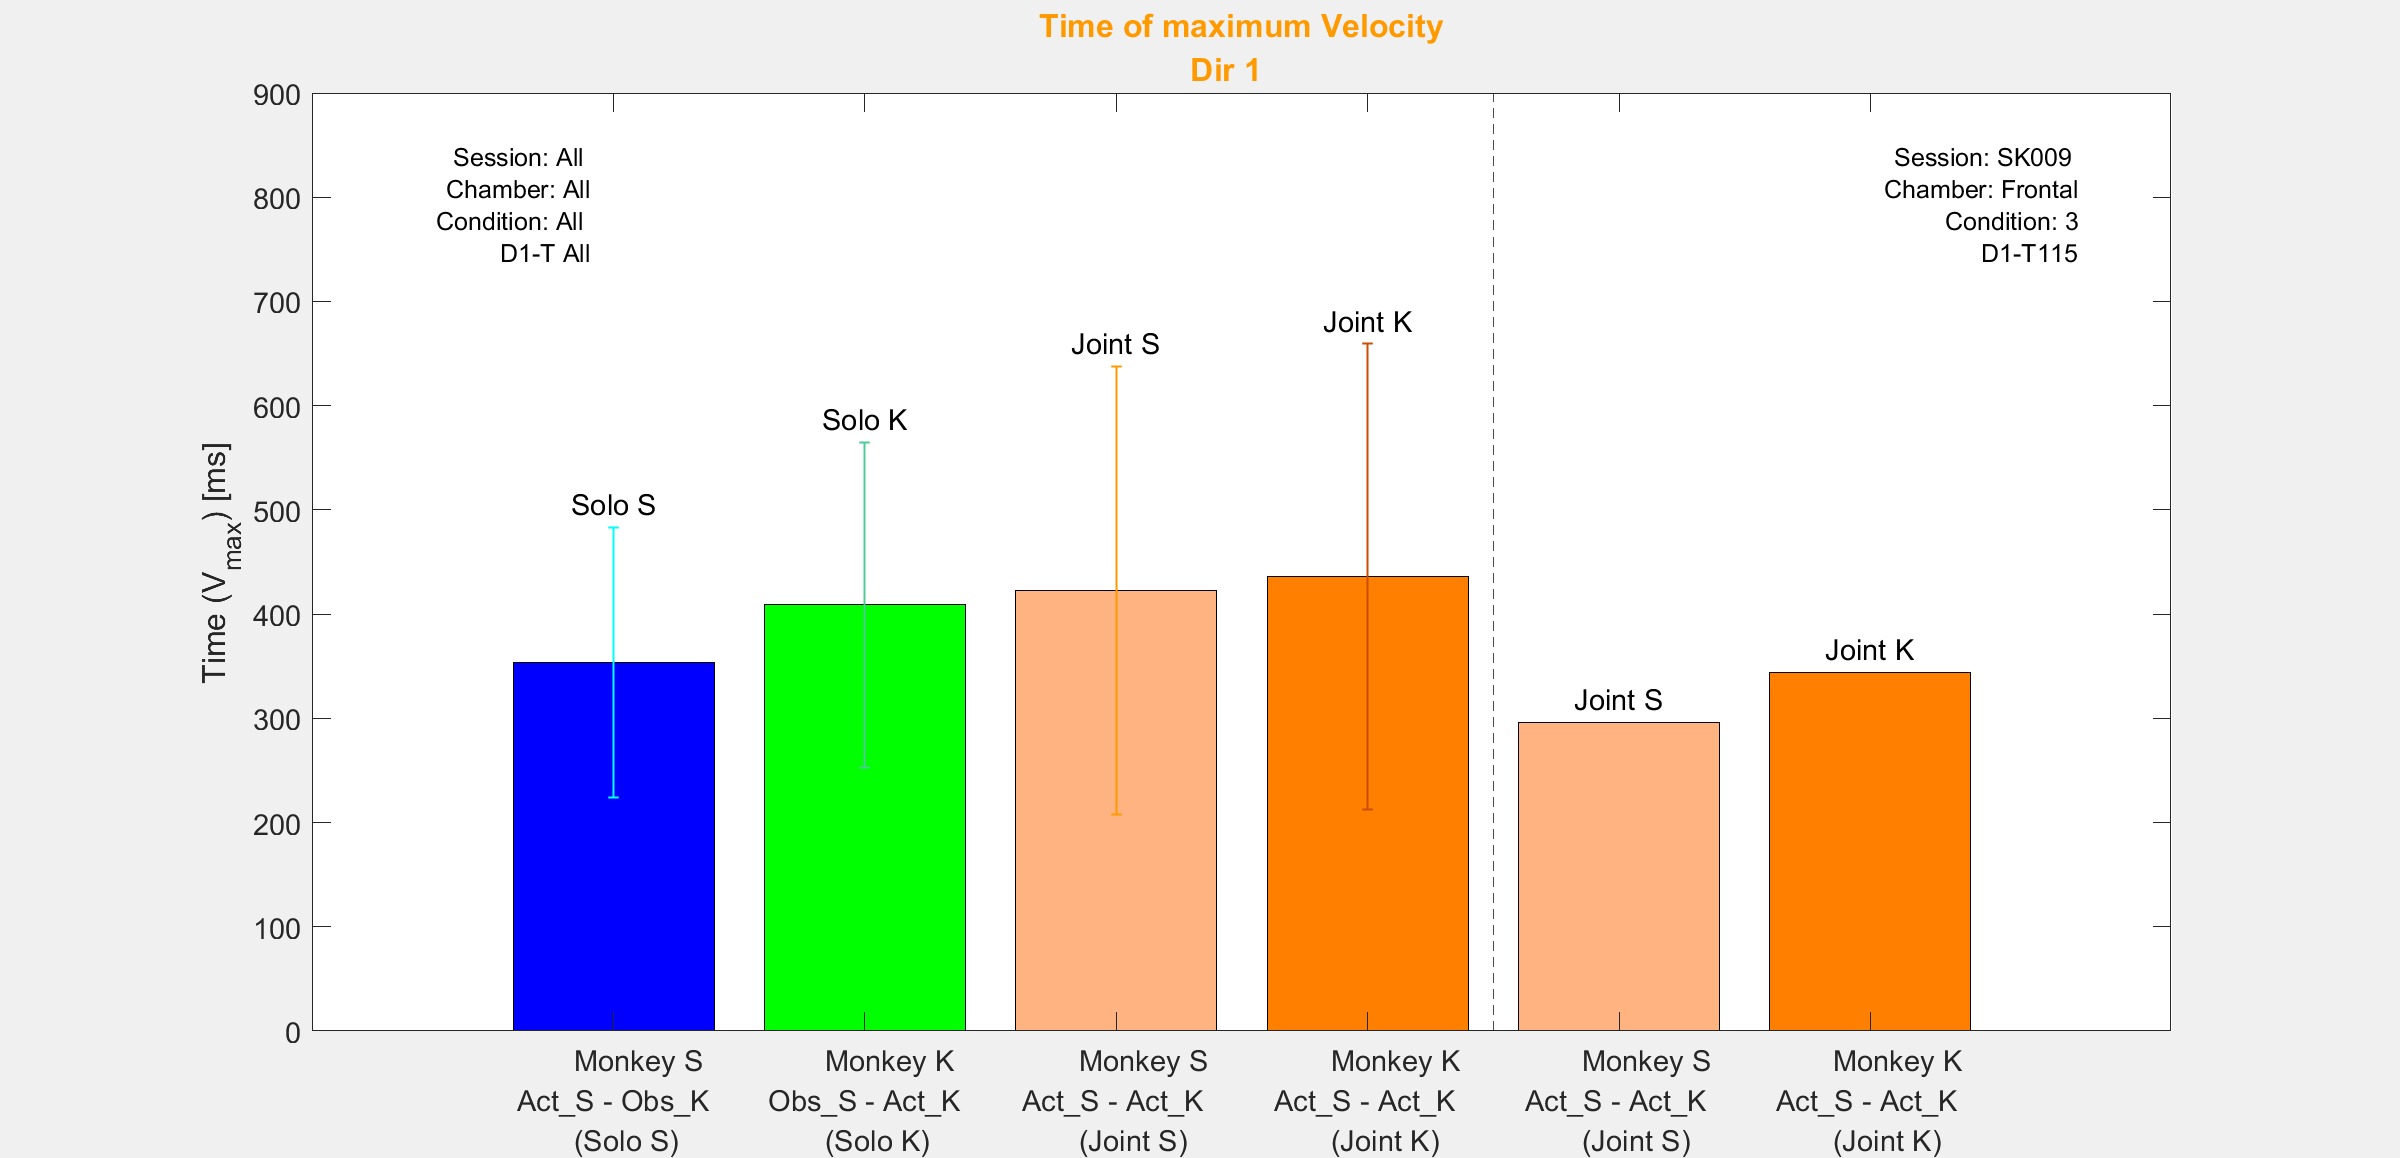 Time of maximum Velocity
Dir 1
900
800
700
600
500
400
300
200
100
0
Time (Vmax) [ms]
Session: All
Chamber: All
Condition: All
D1-T All
Session: SK009
Chamber: Frontal
Condition: 3
D1-T115
Solo S
Solo K
Joint S
Joint K
Joint S
Joint K
Monkey S
Act_S - Obs_K
(Solo S)
Monkey K
Obs_S - Act_K
(Solo K)
Monkey S
Act_S - Act_K
(Joint S)
Monkey K
Act_S - Act_K
(Joint K)
Monkey S
Act_S - Act_K
(Joint S)
Monkey K
Act_S - Act_K
(Joint K)